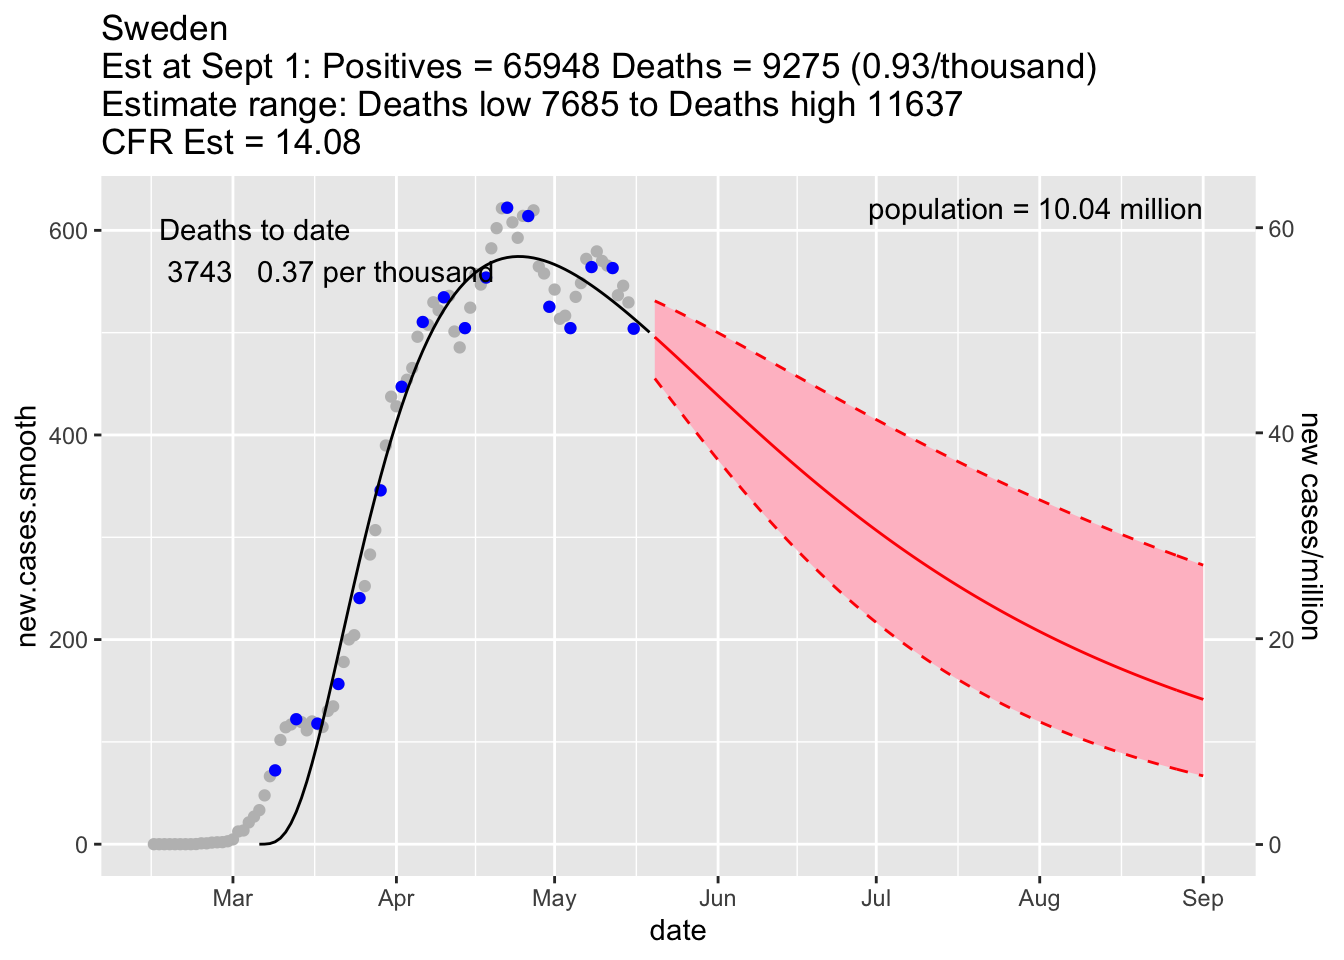 Sweden
Est at Sept 1: Positives = 65948 Deaths = 9275 (0.93/thousand)
Estimate range: Deaths low 7685 to Deaths high 11637
CFR Est = 14.08
Deaths to date
3743 0.37 per thousand
population = 10.04 million
600
400
200
0
new.cases.smooth
60
40
20
0
new cases/million
Mar Apr May Jun Jul Aug Sep
date